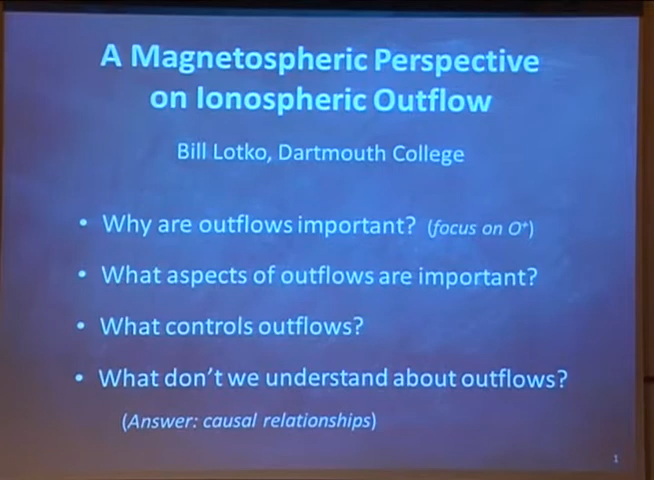 A Magnetospheric Perspective
on Ionospheric Outflow
Bill Lotko, Dartmouth College
• Why are outflows important? (focus on O⁺)
• What aspects of outflows are important?
• What controls outflows?
• What don't we understand about outflows?
(Answer: causal relationships)
1